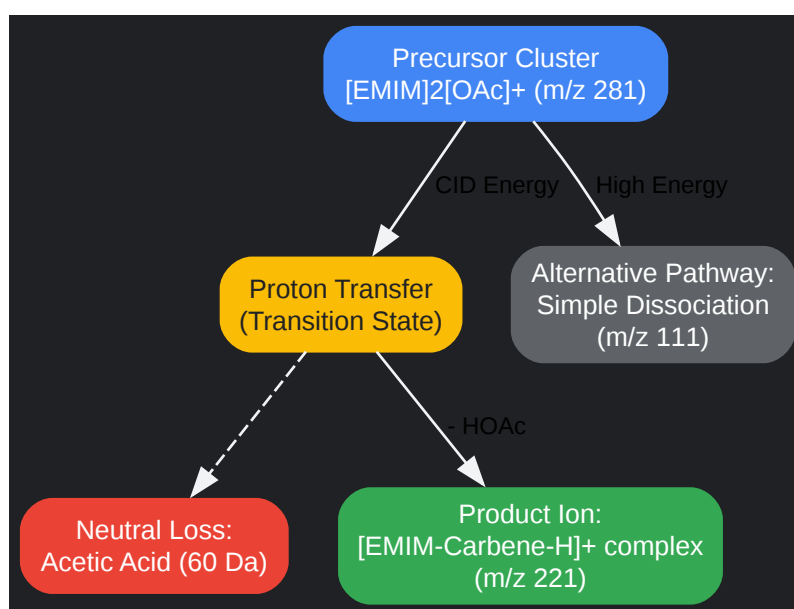 Precursor Cluster
[EMIM]2[OAc]+ (m/z 281)
CID Energy
High Energy
Proton Transfer
(Transition State)
Alternative Pathway:
Simple Dissociation
(m/z 111)
- HOAc
Neutral Loss:
Acetic Acid (60 Da)
Product Ion:
[EMIM-Carbene-H]+ complex
(m/z 221)